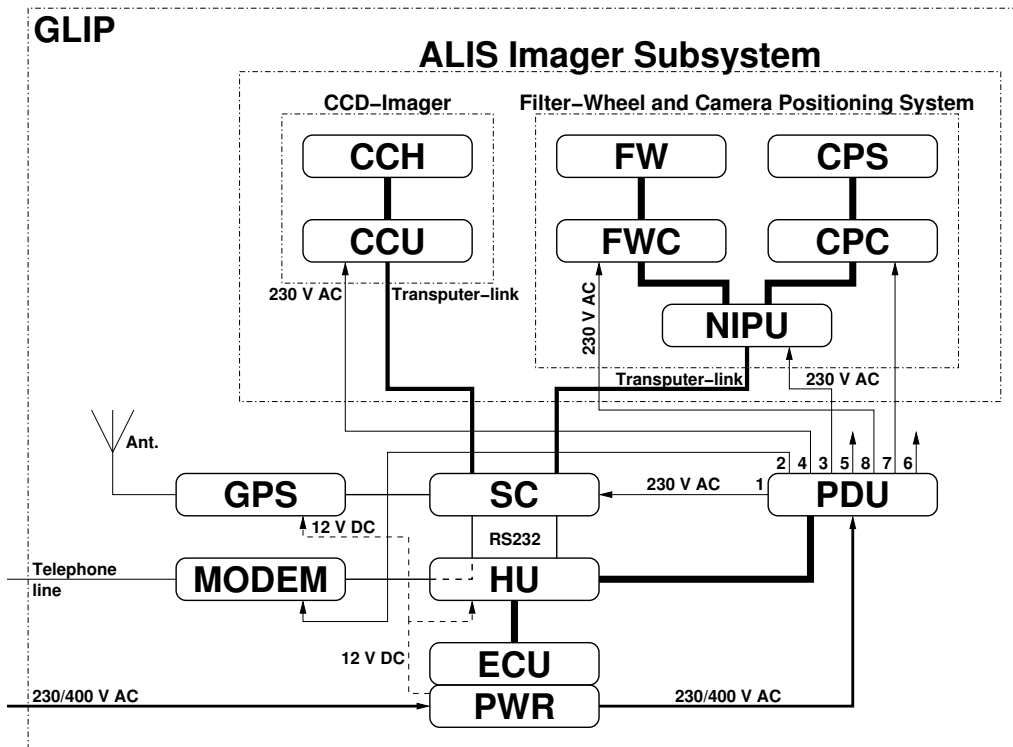 GLIP
ALIS Imager Subsystem
CCD−Imager
Filter−Wheel and Camera Positioning System
CCH
FW
CPS
CCU
FWC
CPC
230 V AC
Transputer−link
230 V AC
NIPU
Transputer−link
230 V AC
Ant.
2 4 3 5 8 7 6
1
GPS
SC
230 V AC
PDU
12 V DC
RS232
Telephone
line
MODEM
HU
12 V DC
ECU
230/400 V AC
PWR
230/400 V AC